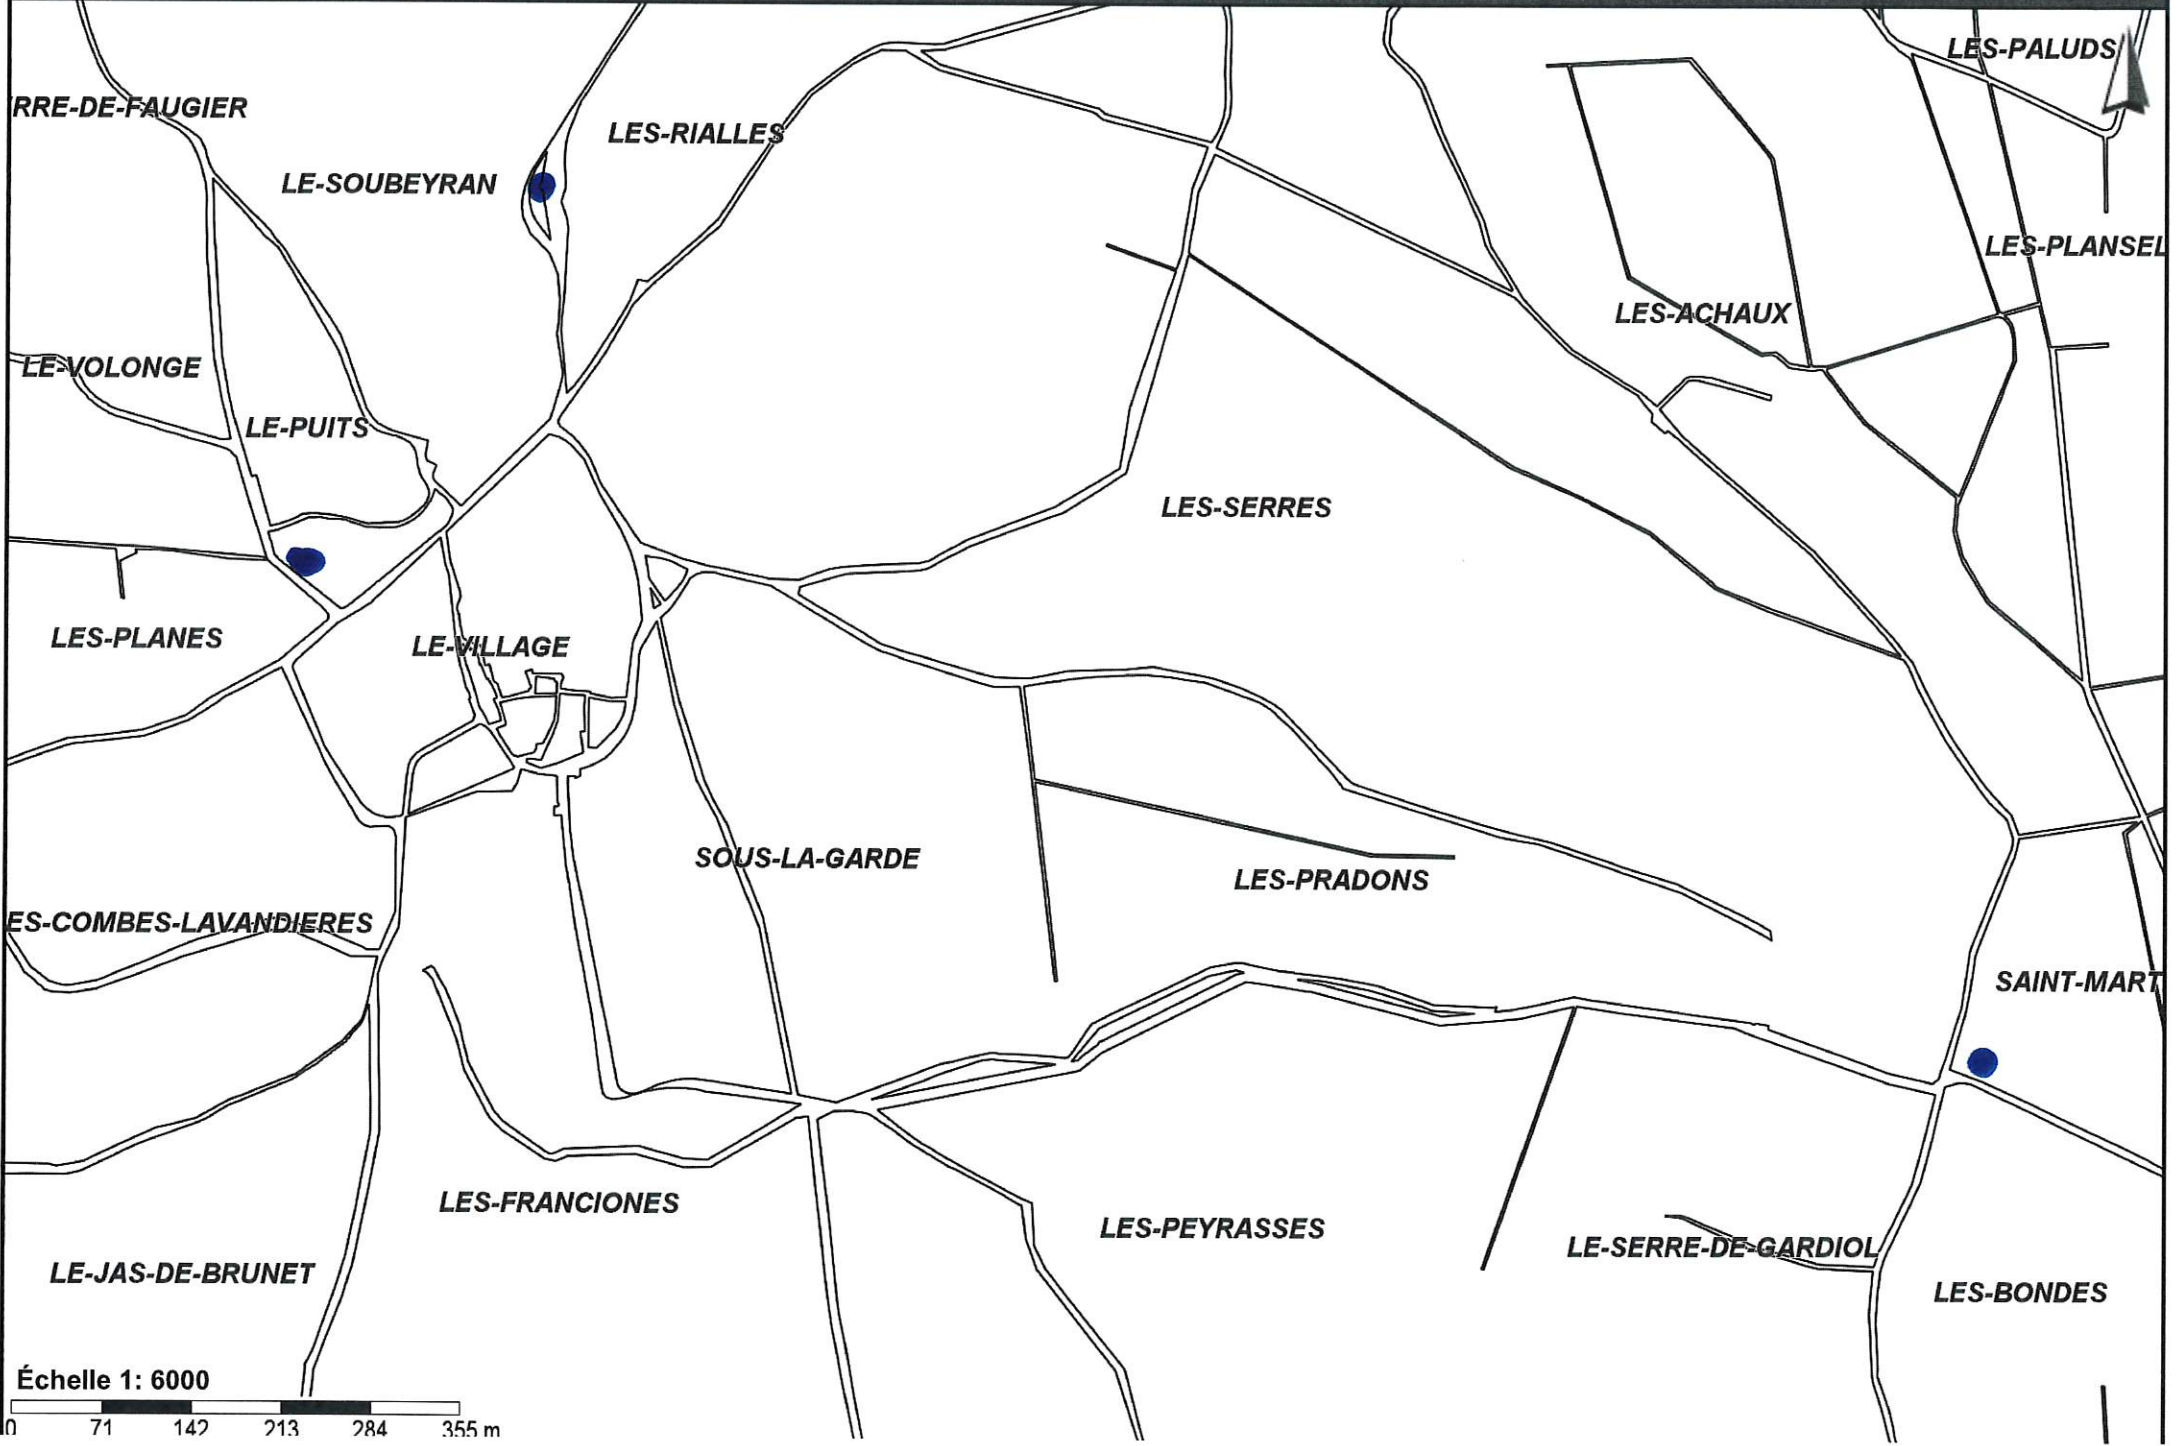 LES-PALUDS
RRE-DE-FAUGIER
LES-RIALLES
LE-SOUBEYRAN
LES-PLANSEL
LES-ACHAUX
LE-VOLONGE
LE-PUITS
LES-SERRES
LES-PLANES
LE-VILLAGE
SOUS-LA-GARDE
LES-PRADONS
ES-COMBES-LAVANDIERES
SAINT-MART
LES-FRANCIONES
LES-PEYRASSES
LE-SERRE-DE-GARDIOL
LE-JAS-DE-BRUNET
LES-BONDES
Échelle 1: 6000
0 71 142 213 284 355 m